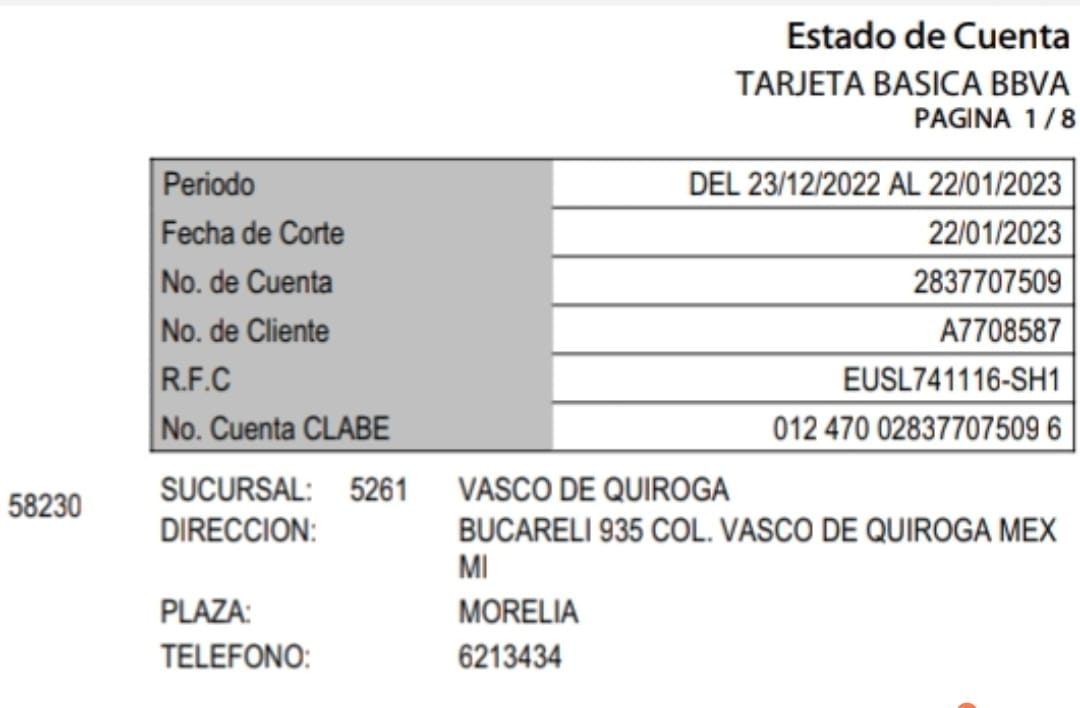 Estado de Cuenta
TARJETA BASICA BBVA
PAGINA 1 / 8
Periodo DEL 23/12/2022 AL 22/01/2023
Fecha de Corte 22/01/2023
No. de Cuenta 2837707509
No. de Cliente A7708587
R.F.C EUSL741116-SH1
No. Cuenta CLABE 012 470 02837707509 6
58230
SUCURSAL: 5261 VASCO DE QUIROGA
DIRECCION: BUCARELI 935 COL. VASCO DE QUIROGA MEX
MI
PLAZA: MORELIA
TELEFONO: 6213434